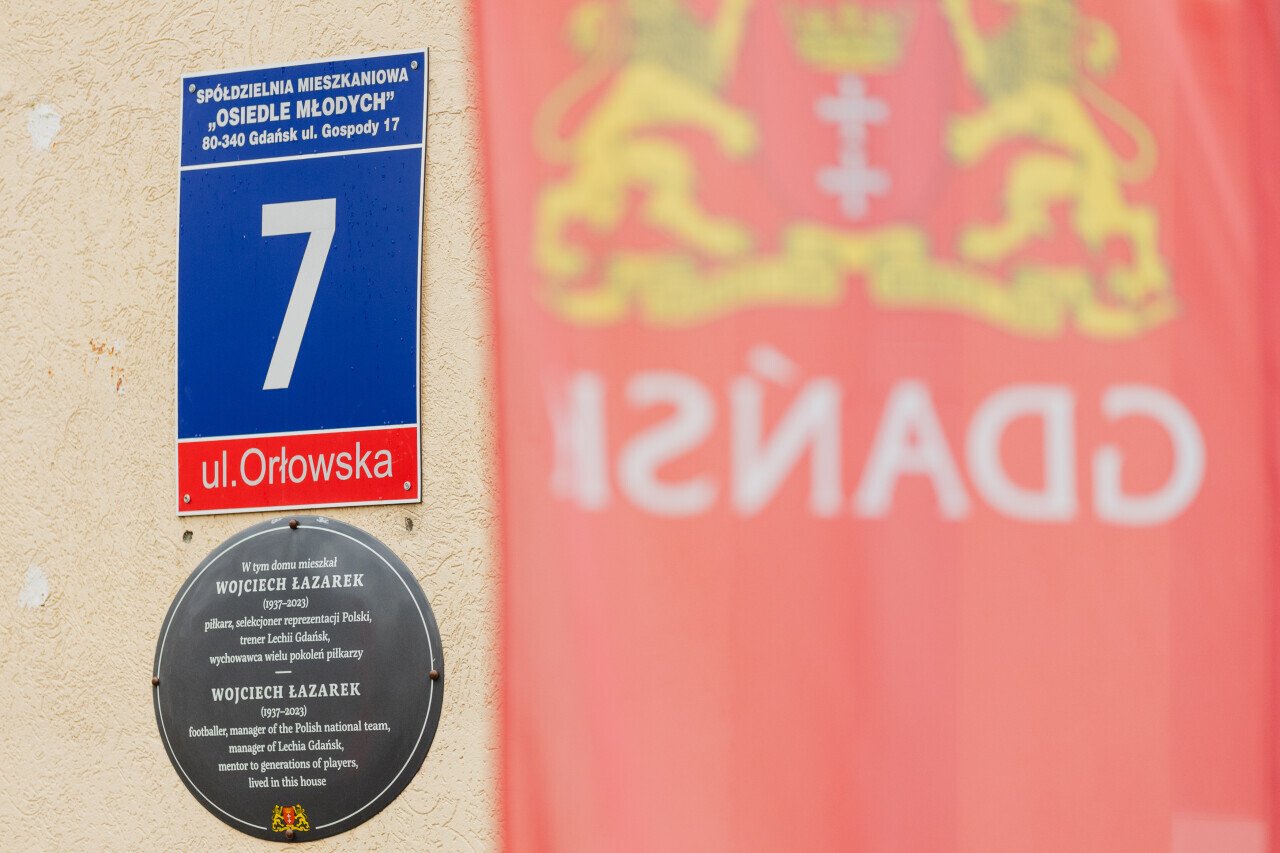 SPÓŁDZIELNIA MIESZKANIOWA
„OSIEDLE MŁODYCH”
80-340 Gdańsk ul. Gospody 17
7
ul.Orłowska
W tym domu mieszkał
WOJCIECH ŁAZAREK
(1937–2023)
piłkarz, selekcjoner reprezentacji Polski,
trener Lechii Gdańsk,
wychowawca wielu pokoleń piłkarzy
WOJCIECH ŁAZAREK
(1937–2023)
footballer, manager of the Polish national team,
manager of Lechia Gdańsk,
mentor to generations of players,
lived in this house
GDAŃSK